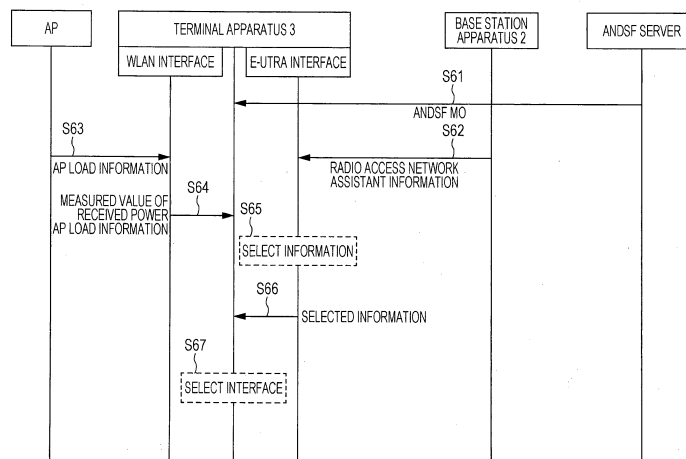 AP
TERMINAL APPARATUS 3
BASE STATION
APPARATUS 2
ANDSF SERVER
WLAN INTERFACE
E-UTRA INTERFACE
S61
ANDSF MO
S63
S62
AP LOAD INFORMATION
RADIO ACCESS NETWORK
ASSISTANT INFORMATION
S64
MEASURED VALUE OF
RECEIVED POWER
AP LOAD INFORMATION
S65
SELECT INFORMATION
S66
SELECTED INFORMATION
S67
SELECT INTERFACE